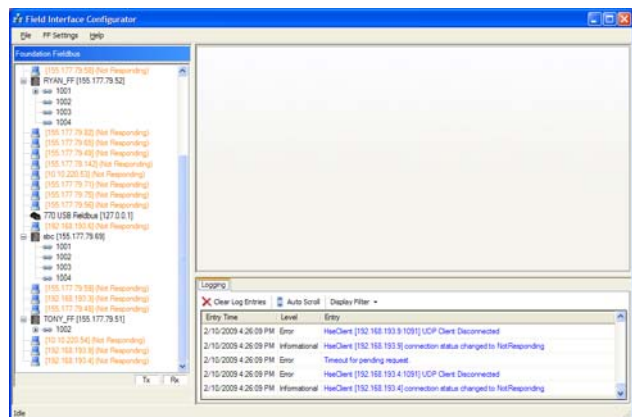 Field Interface Configurator
File FF Settings Help
Foundation Fieldbus
[155.177.79.58] (Not Responding)
RYAN_FF [155.177.79.52]
1001
1002
1003
1004
[155.177.79.82] (Not Responding)
[155.177.79.65] (Not Responding)
[155.177.79.49] (Not Responding)
[155.177.79.142] (Not Responding)
[10.10.220.53] (Not Responding)
[155.177.79.71] (Not Responding)
[155.177.79.75] (Not Responding)
[155.177.79.56] (Not Responding)
770 USB Fieldbus [127.0.0.1]
[192.168.193.6] (Not Responding)
abc [155.177.79.69]
1001
1002
1003
1004
[155.177.79.59] (Not Responding)
[192.168.193.3] (Not Responding)
[155.177.79.48] (Not Responding)
TONY_FF [155.177.79.51]
1002
[10.10.220.54] (Not Responding)
[192.168.193.9] (Not Responding)
[192.168.193.4] (Not Responding)
Tx Rx
Logging
Clear Log Entries Auto Scroll Display Filter
Entry Time Level Entry
2/10/2009 4:26:09 PM Error HseClient [192.168.193.9:1091] UDP Client Disconnected
2/10/2009 4:26:09 PM Informational HseClient [192.168.193.9] connection status changed to NotResponding
2/10/2009 4:26:09 PM Error Timeout for pending request.
2/10/2009 4:26:09 PM Error HseClient [192.168.193.4:1091] UDP Client Disconnected
2/10/2009 4:26:09 PM Informational HseClient [192.168.193.4] connection status changed to NotResponding
Idle